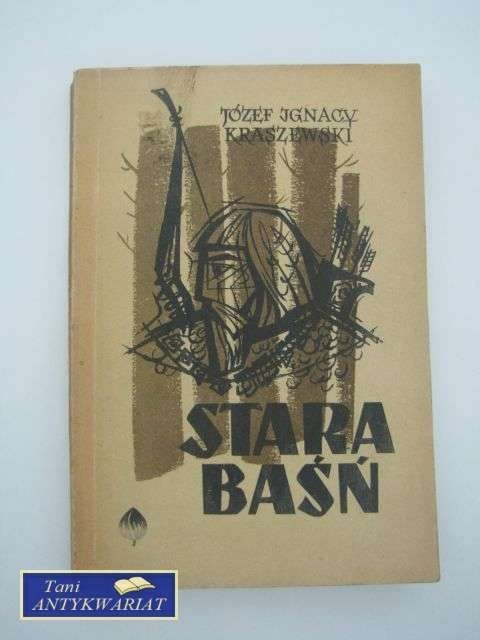 JÓZEF IGNACY
KRASZEWSKI
STARA
BAŚŃ
Tani
ANTYKWARIAT